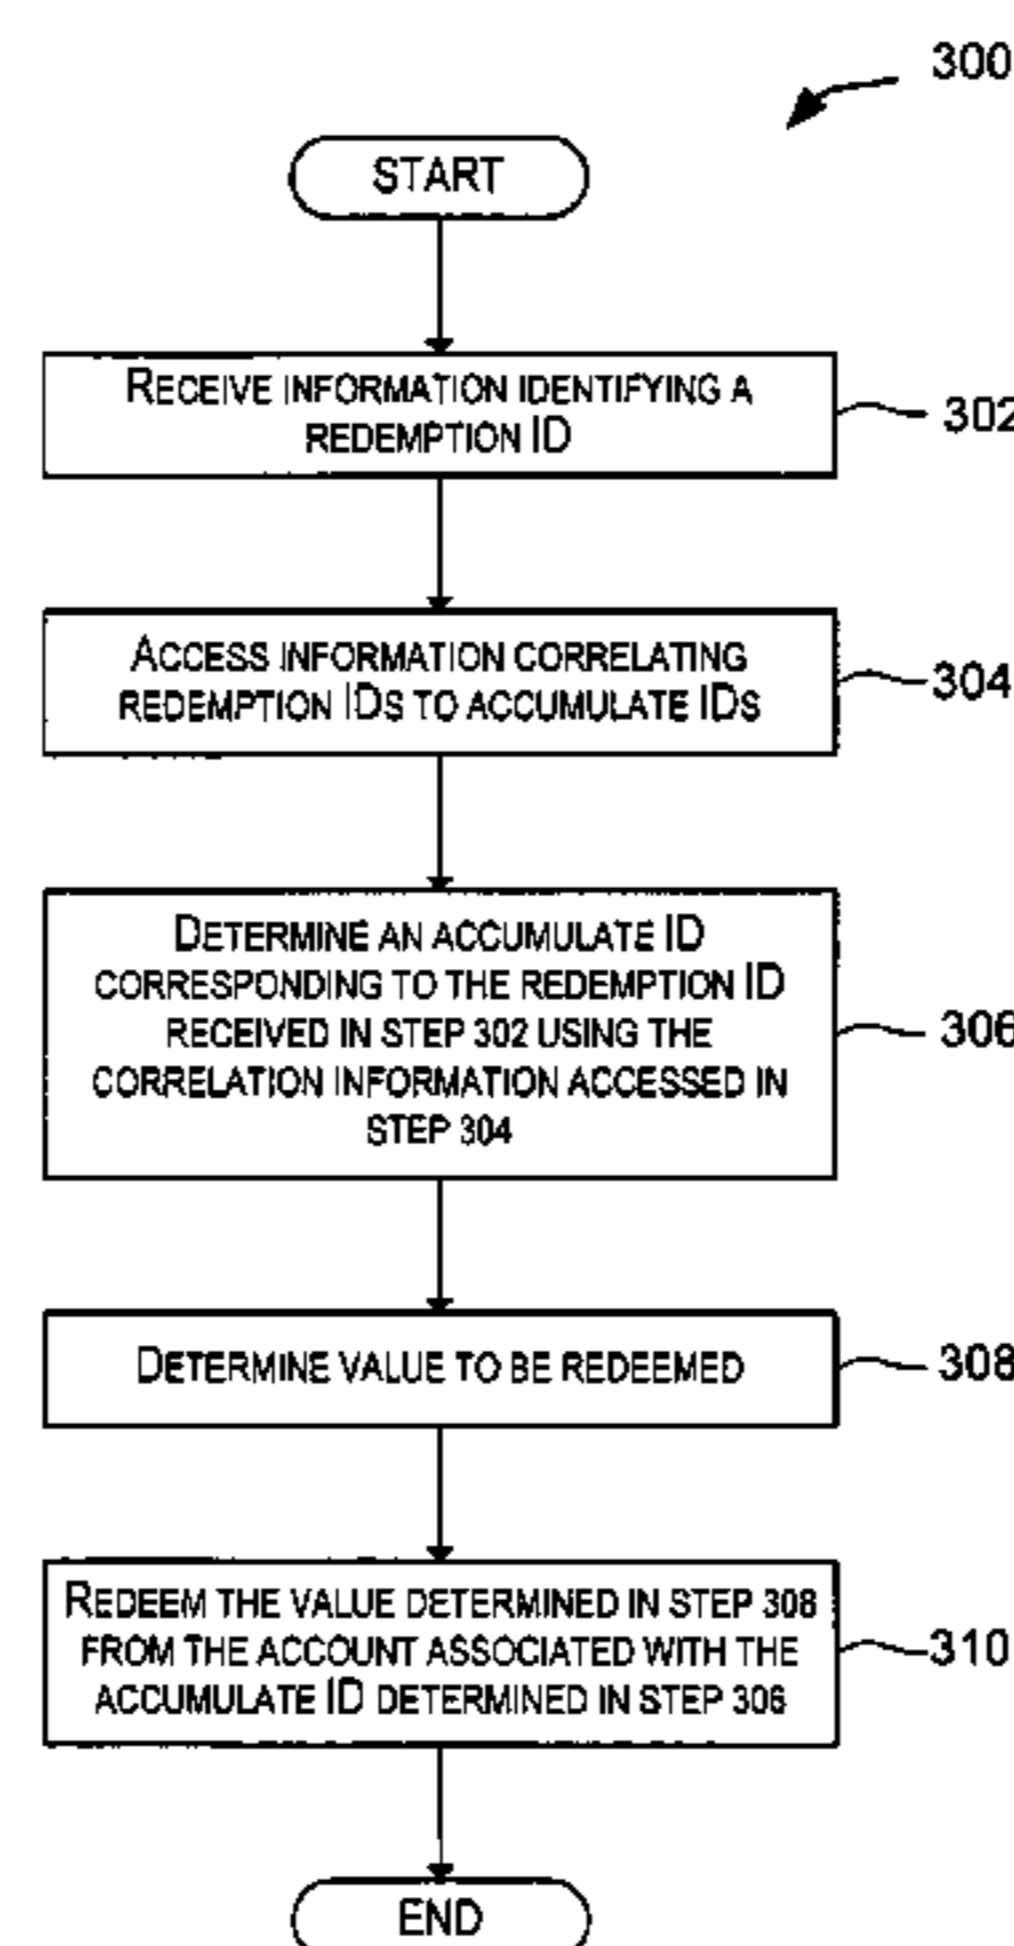 300
START
RECEIVE INFORMATION IDENTIFYING A
REDEMPTION ID
302
ACCESS INFORMATION CORRELATING
REDEMPTION IDS TO ACCUMULATE IDS
304
DETERMINE AN ACCUMULATE ID
CORRESPONDING TO THE REDEMPTION ID
RECEIVED IN STEP 302 USING THE
CORRELATION INFORMATION ACCESSED IN
STEP 304
306
DETERMINE VALUE TO BE REDEEMED
308
REDEEM THE VALUE DETERMINED IN STEP 308
FROM THE ACCOUNT ASSOCIATED WITH THE
ACCUMULATE ID DETERMINED IN STEP 306
310
END